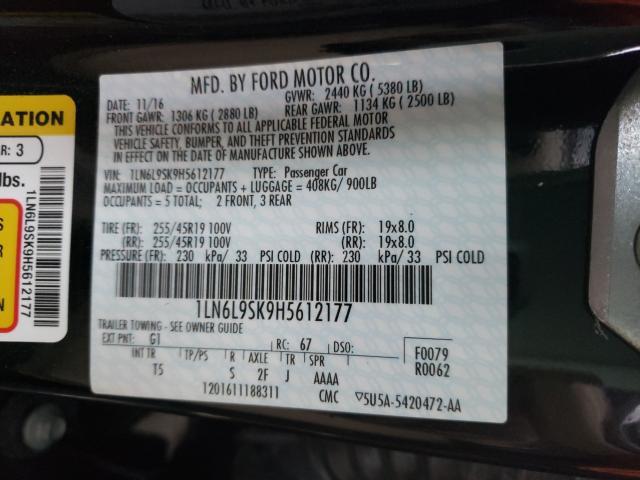 MFD. BY FORD MOTOR CO.
DATE: 11/16 GVWR: 2440 KG ( 5380 LB)
FRONT GAWR: 1306 KG ( 2880 LB) REAR GAWR: 1134 KG ( 2500 LB)
THIS VEHICLE CONFORMS TO ALL APPLICABLE FEDERAL MOTOR
VEHICLE SAFETY, BUMPER, AND THEFT PREVENTION STANDARDS
IN EFFECT ON THE DATE OF MANUFACTURE SHOWN ABOVE.
VIN: 1LN6L9SK9H5612177 TYPE: Passenger Car
MAXIMUM LOAD = OCCUPANTS + LUGGAGE = 408KG/ 900LB
OCCUPANTS = 5 TOTAL; 2 FRONT, 3 REAR
TIRE (FR): 255/45R19 100V RIMS (FR): 19x8.0
(RR): 255/45R19 100V (RR): 19x8.0
PRESSURE (FR): 230 kPa/ 33 PSI COLD (RR): 230 kPa/ 33 PSI COLD
1LN6L9SK9H5612177
TRAILER TOWING - SEE OWNER GUIDE
EXT PNT: G1 RC: 67 DSO: F0079
R0062
INT TR TP/PS R AXLE TR SPR
T5 S 2F J AAAA
1201611188311 CMC ▽5U5A-5420472-AA
ATION
R: 3
lbs.
1LN6L9SK9H5612177